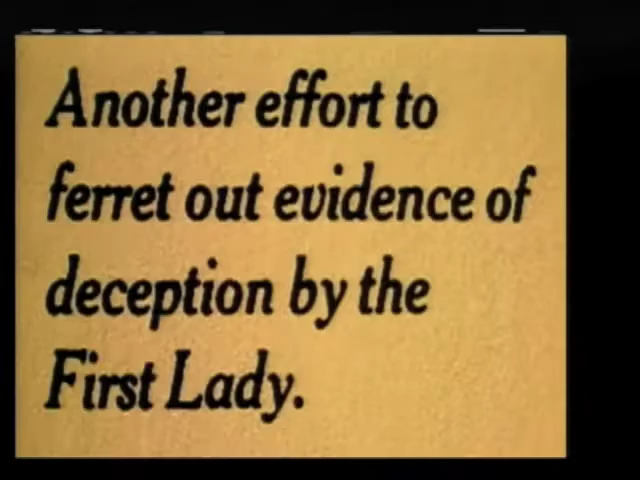 Another effort to
ferret out evidence of
deception by the
First Lady.